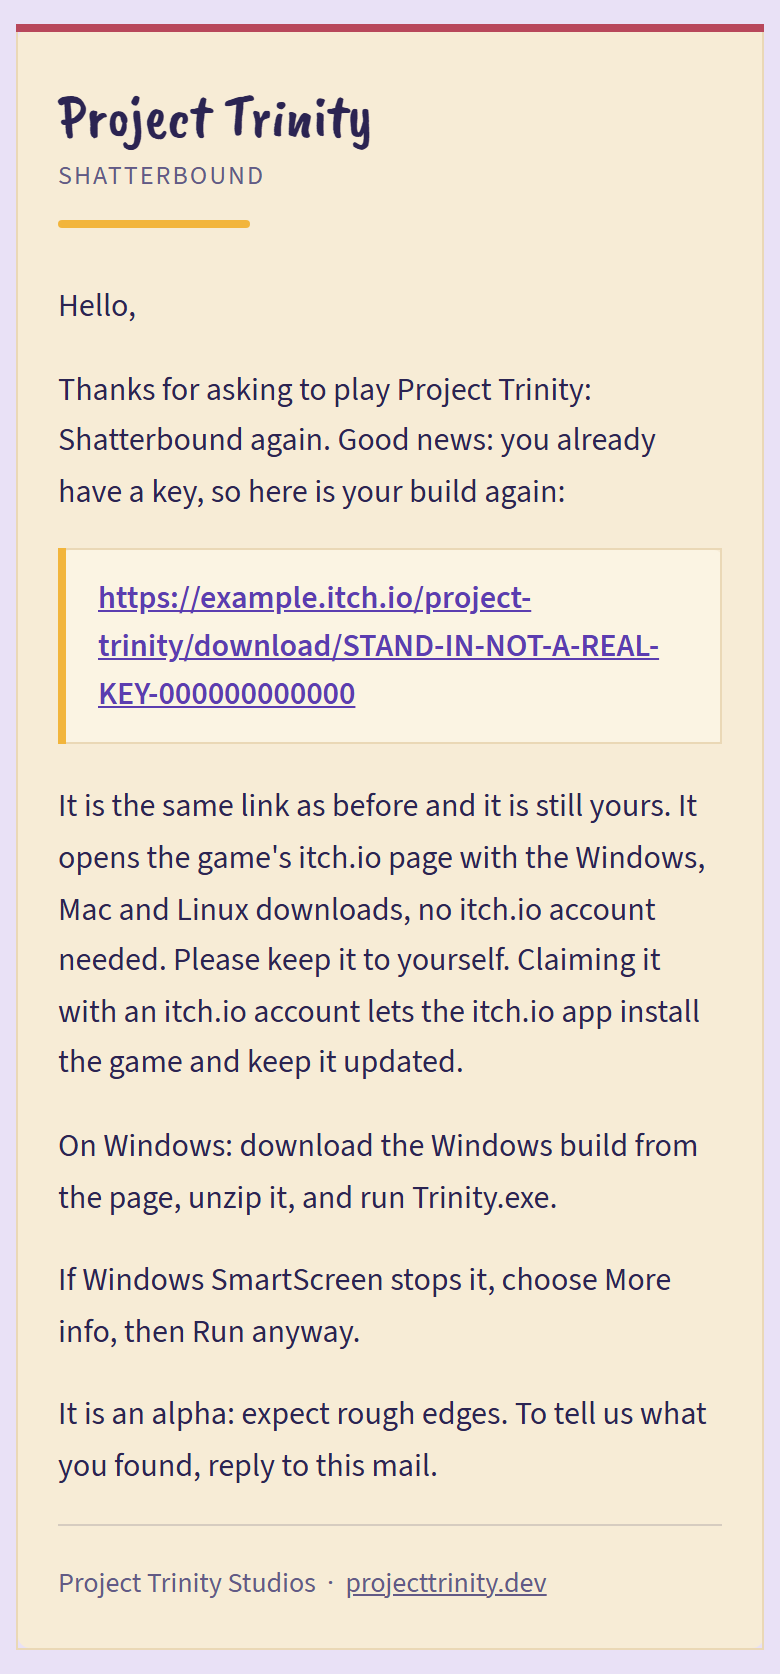 Project Trinity
SHATTERBOUND
Hello,
Thanks for asking to play Project Trinity:
Shatterbound again. Good news: you already
have a key, so here is your build again:
https://example.itch.io/project-
trinity/download/STAND-IN-NOT-A-REAL-
KEY-000000000000
It is the same link as before and it is still yours. It
opens the game's itch.io page with the Windows,
Mac and Linux downloads, no itch.io account
needed. Please keep it to yourself. Claiming it
with an itch.io account lets the itch.io app install
the game and keep it updated.
On Windows: download the Windows build from
the page, unzip it, and run Trinity.exe.
If Windows SmartScreen stops it, choose More
info, then Run anyway.
It is an alpha: expect rough edges. To tell us what
you found, reply to this mail.
Project Trinity Studios · projecttrinity.dev